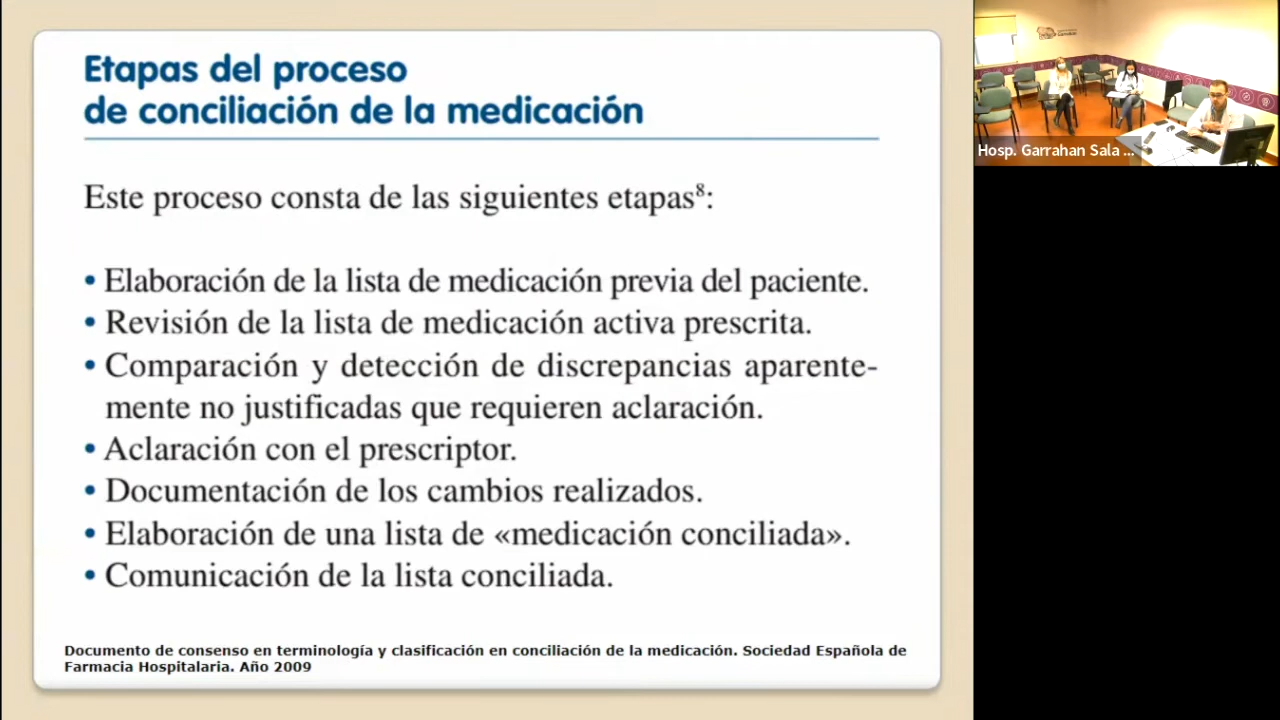 Etapas del proceso
de conciliación de la medicación
Este proceso consta de las siguientes etapas⁸:
• Elaboración de la lista de medicación previa del paciente.
• Revisión de la lista de medicación activa prescrita.
• Comparación y detección de discrepancias aparente-
mente no justificadas que requieren aclaración.
• Aclaración con el prescriptor.
• Documentación de los cambios realizados.
• Elaboración de una lista de «medicación conciliada».
• Comunicación de la lista conciliada.
Documento de consenso en terminología y clasificación en conciliación de la medicación. Sociedad Española de
Farmacia Hospitalaria. Año 2009
Garrahan
Hosp. Garrahan Sala ...